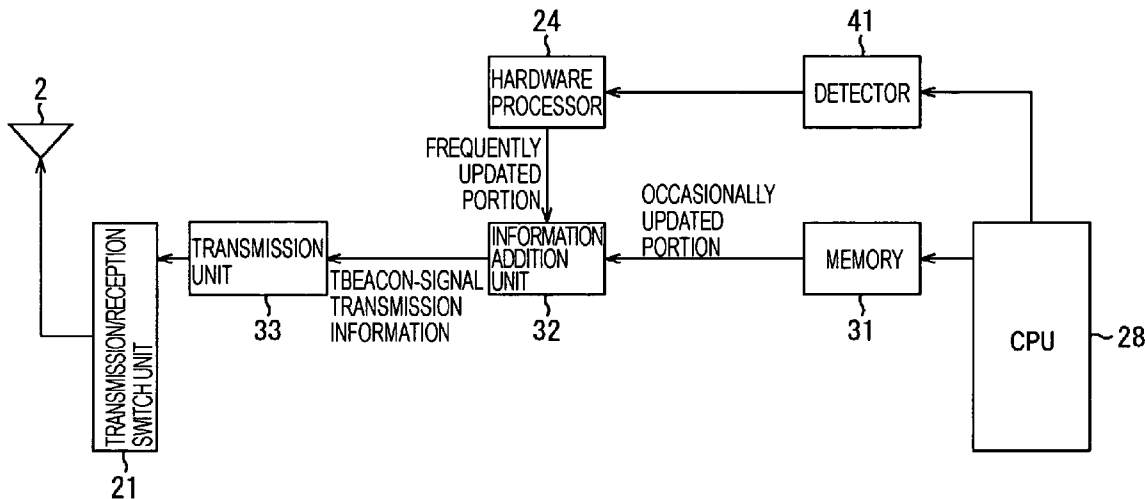 24
41
2
HARDWARE
PROCESSOR
DETECTOR
FREQUENTLY
UPDATED
PORTION
OCCASIONALLY
UPDATED
PORTION
TRANSMISSION/RECEPTION
SWITCH UNIT
TRANSMISSION
UNIT
INFORMATION
ADDITION
UNIT
MEMORY
CPU
TBEACON-SIGNAL
TRANSMISSION
INFORMATION
33
32
31
28
21